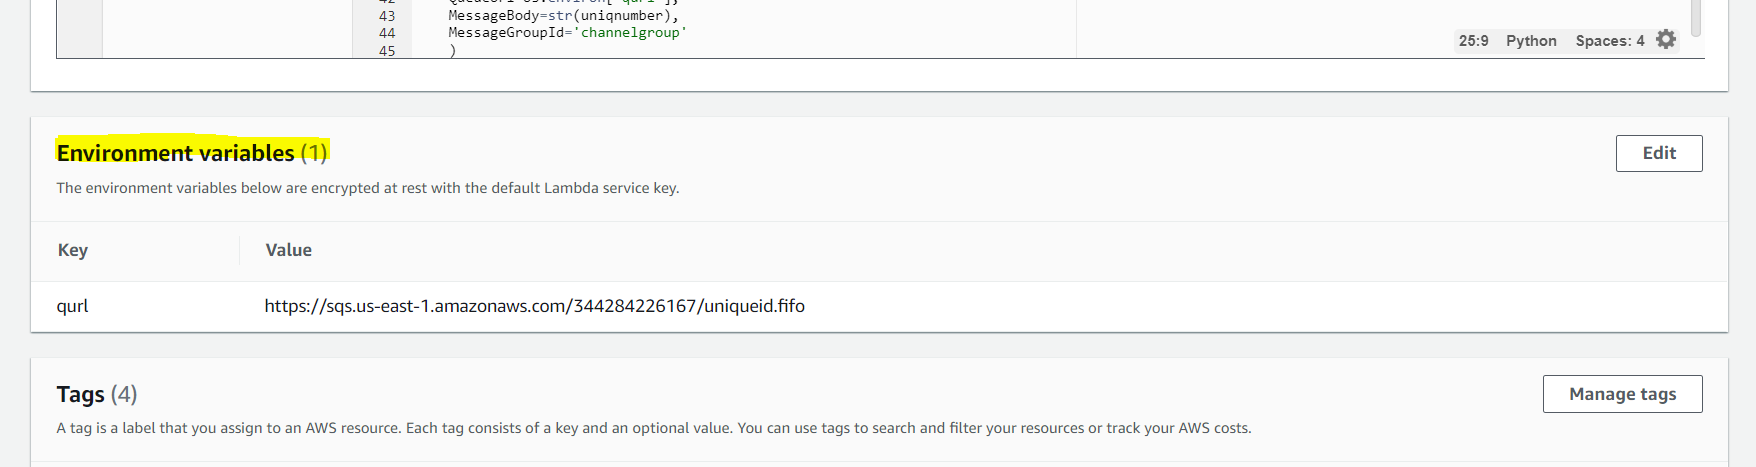 42
43 MessageBody=str(uniqnumber),
44 MessageGroupId='channelgroup'
45 )
25:9 Python Spaces: 4
Environment variables (1)
Edit
The environment variables below are encrypted at rest with the default Lambda service key.
Key Value
qurl https://sqs.us-east-1.amazonaws.com/344284226167/uniqueid.fifo
Tags (4)
Manage tags
A tag is a label that you assign to an AWS resource. Each tag consists of a key and an optional value. You can use tags to search and filter your resources or track your AWS costs.